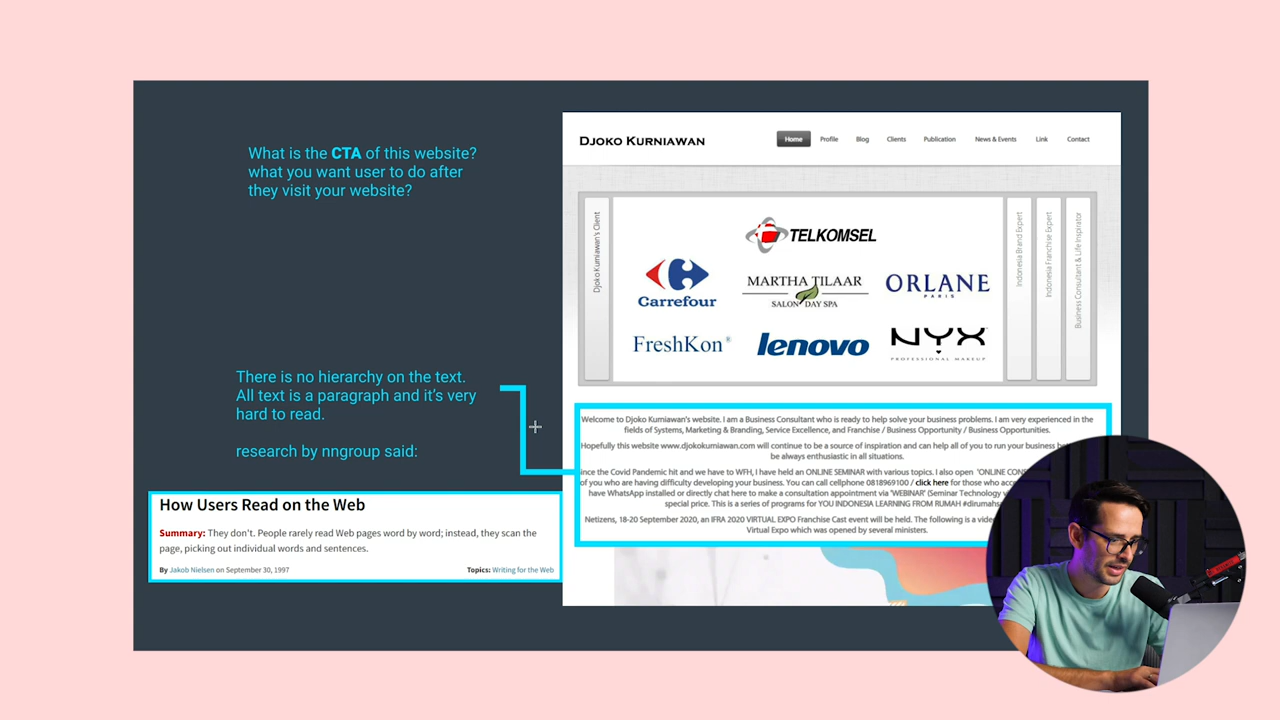 What is the CTA of this website?
what you want user to do after
they visit your website?
There is no hierarchy on the text.
All text is a paragraph and it's very
hard to read.
research by nngroup said:
How Users Read on the Web
Summary: They don't. People rarely read Web pages word by word; instead, they scan the
page, picking out individual words and sentences.
By Jakob Nielsen on September 30, 1997
Topics: Writing for the Web
DJOKO KURNIAWAN
Home Profile Blog Clients Publication News & Events Link Contact
Djoko Kurniawan's Client
TELKOMSEL
Carrefour
MARTHA TILAAR
SALON DAY SPA
ORLANE
PARIS
FreshKon®
lenovo
NYX
PROFESSIONAL MAKEUP
Indonesia Brand Expert
Indonesia Franchise Expert
Business Consultant & Life Inspirator
Welcome to Djoko Kurniawan's website. I am a Business Consultant who is ready to help solve your business problems. I am very experienced in the
fields of Systems, Marketing & Branding, Service Excellence, and Franchise / Business Opportunity / Business Opportunities.
Hopefully this website www.djokokurniawan.com will continue to be a source of inspiration and can help all of you to run your business
be always enthusiastic in all situations.
since the Covid Pandemic hit and we have to WFH, I have held an ONLINE SEMINAR with various topics. I also open "ONLINE
of you who are having difficulty developing your business. You can call cellphone 0818969100 / click here for those who
have WhatsApp installed or directly chat here to make a consultation appointment via 'WEBINAR' (Seminar Technology
special price. This is a series of programs for YOU INDONESIA LEARNING FROM RUMAH
Netizens, 18-20 September 2020, an IFRA 2020 VIRTUAL EXPO Franchise Cast event will be held. The following is a
Virtual Expo which was opened by several ministers.